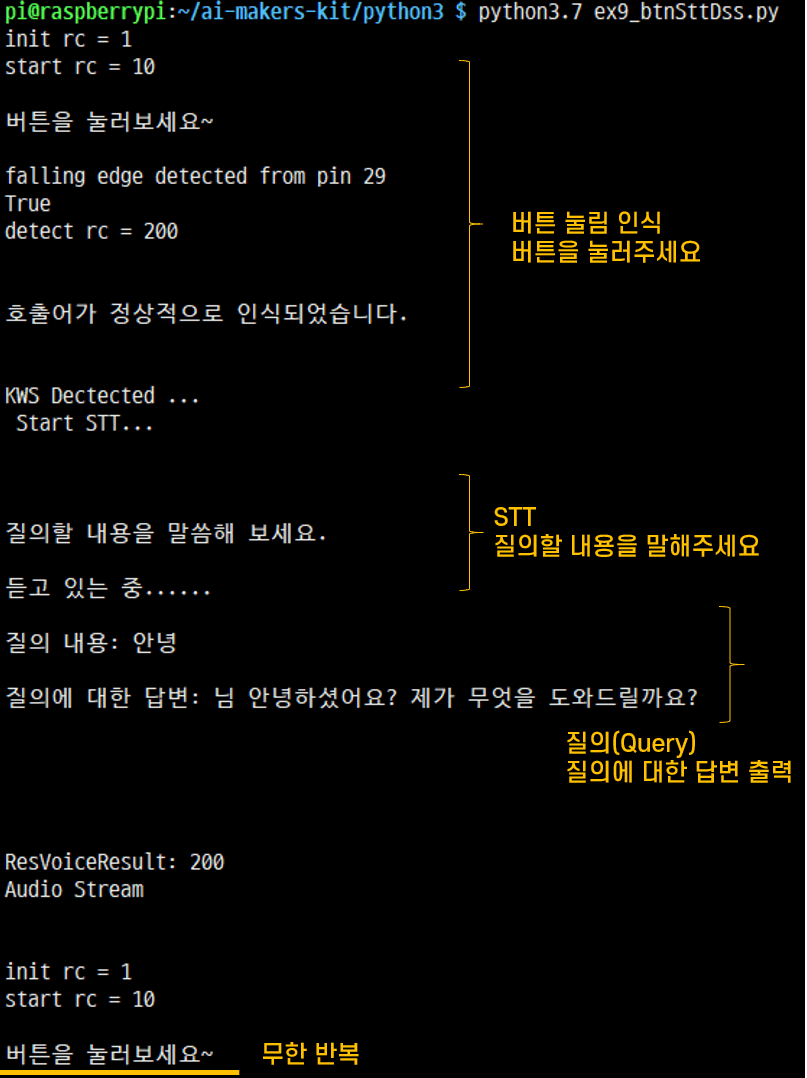 pi@raspberrypi:~/ai-makers-kit/python3 $ python3.7 ex9_btnSttDss.py
init rc = 1
start rc = 10
버튼을 눌러보세요~
falling edge detected from pin 29
True
detect rc = 200
버튼 눌림 인식
버튼을 눌러주세요
호출어가 정상적으로 인식되었습니다.
KWS Dectected ...
Start STT...
STT
질의할 내용을 말해주세요
질의할 내용을 말씀해 보세요.
듣고 있는 중......
질의 내용: 안녕
질의에 대한 답변: 님 안녕하셨어요? 제가 무엇을 도와드릴까요?
질의(Query)
질의에 대한 답변 출력
ResVoiceResult: 200
Audio Stream
init rc = 1
start rc = 10
버튼을 눌러보세요~ 무한 반복